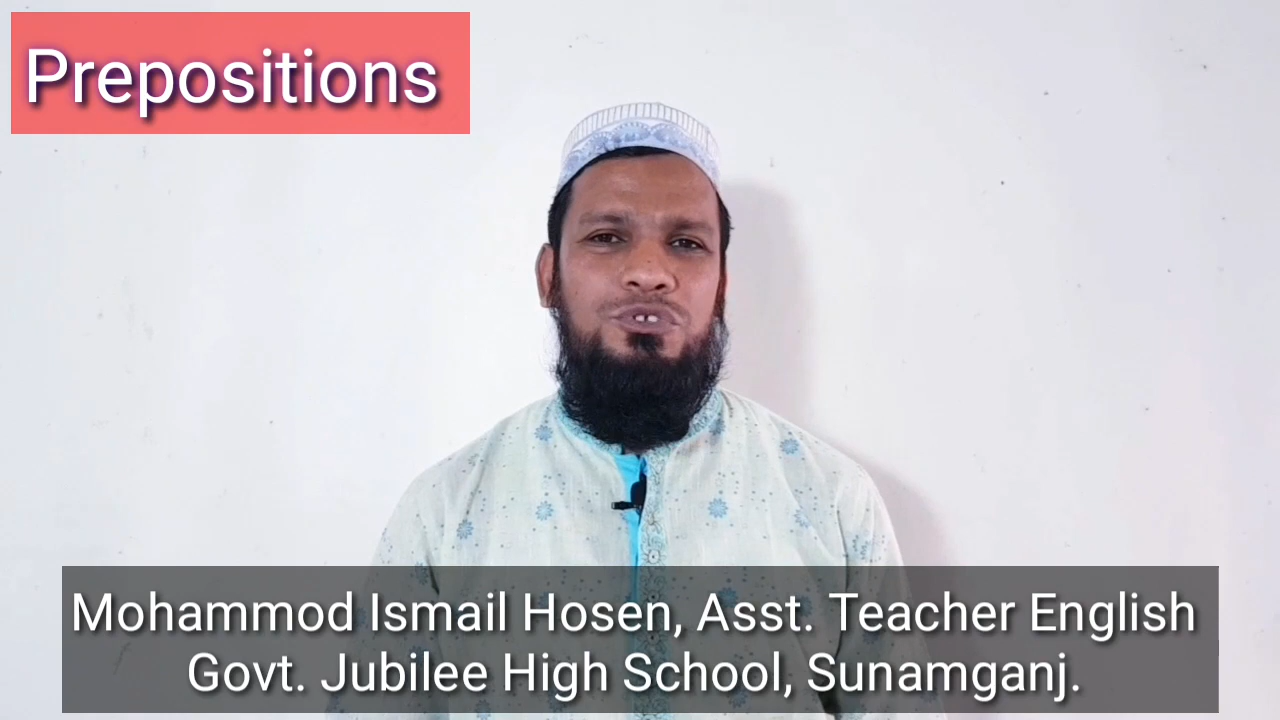 Prepositions
Mohammod Ismail Hosen, Asst. Teacher English
Govt. Jubilee High School, Sunamganj.